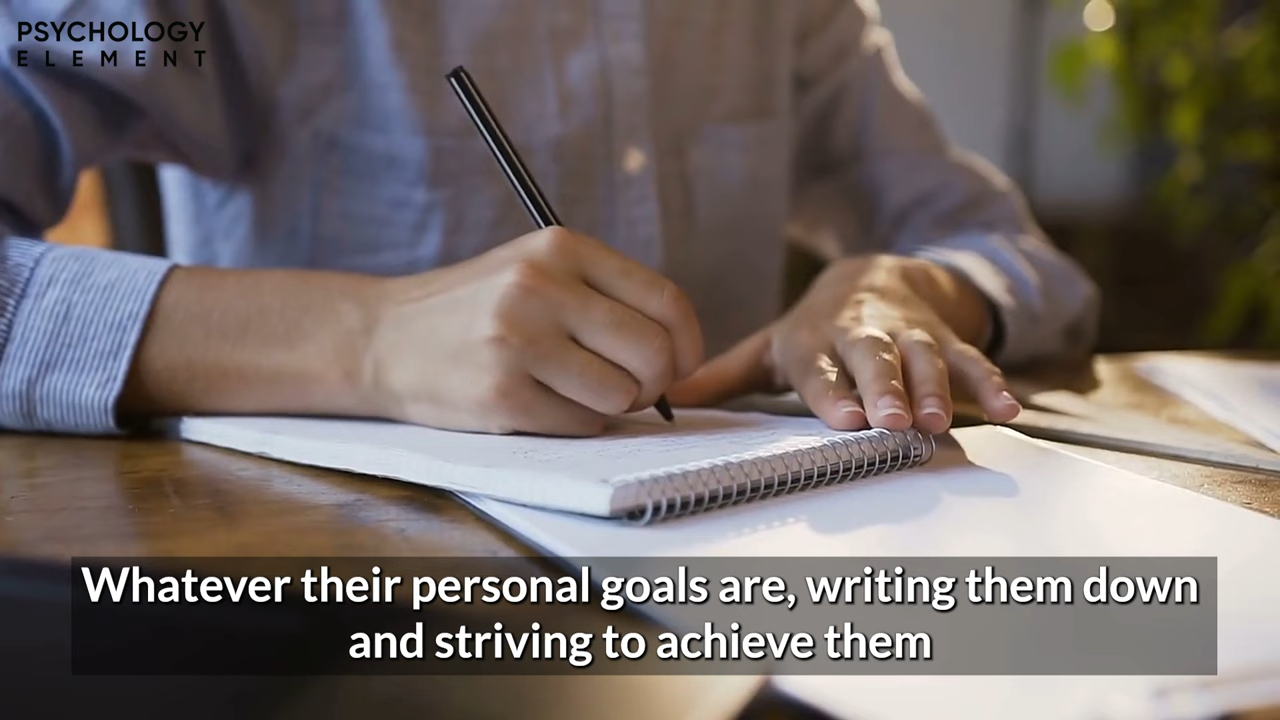 PSYCHOLOGY
ELEMENT
Whatever their personal goals are, writing them down
and striving to achieve them